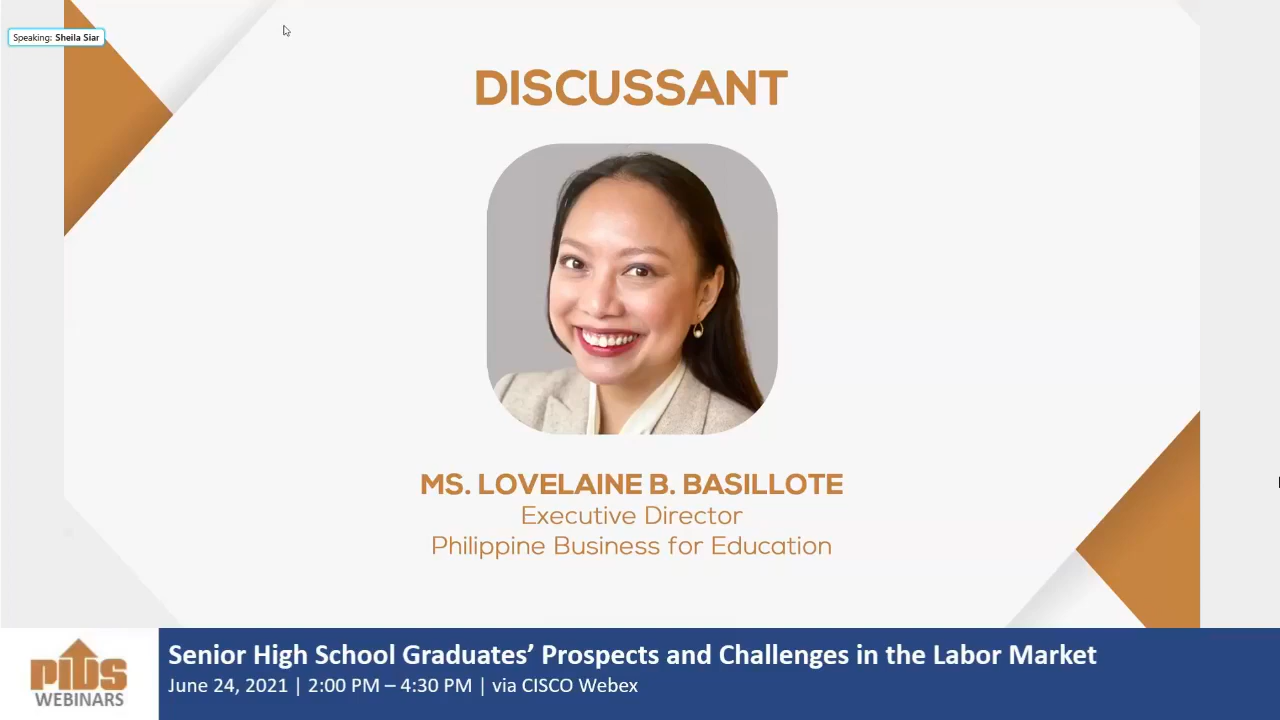 Speaking: Sheila Siar
DISCUSSANT
MS. LOVELAINE B. BASILLOTE
Executive Director
Philippine Business for Education
PIDS
WEBINARS
Senior High School Graduates’ Prospects and Challenges in the Labor Market
June 24, 2021 | 2:00 PM – 4:30 PM | via CISCO Webex